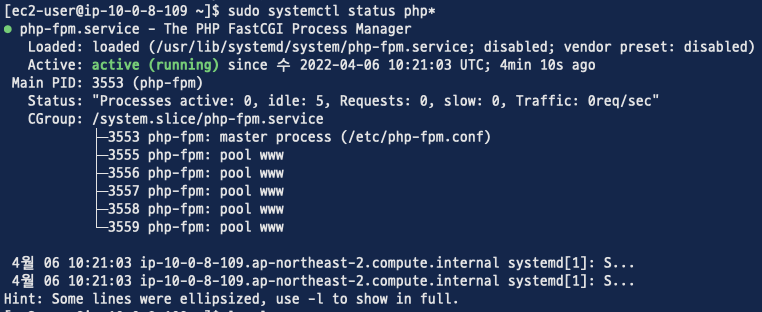 [ec2-user@ip-10-0-8-109 ~]$ sudo systemctl status php*
● php-fpm.service - The PHP FastCGI Process Manager
   Loaded: loaded (/usr/lib/systemd/system/php-fpm.service; disabled; vendor preset: disabled)
   Active: active (running) since 수 2022-04-06 10:21:03 UTC; 4min 10s ago
 Main PID: 3553 (php-fpm)
   Status: "Processes active: 0, idle: 5, Requests: 0, slow: 0, Traffic: 0req/sec"
   CGroup: /system.slice/php-fpm.service
           ├─3553 php-fpm: master process (/etc/php-fpm.conf)
           ├─3555 php-fpm: pool www
           ├─3556 php-fpm: pool www
           ├─3557 php-fpm: pool www
           ├─3558 php-fpm: pool www
           └─3559 php-fpm: pool www
 4월 06 10:21:03 ip-10-0-8-109.ap-northeast-2.compute.internal systemd[1]: S...
 4월 06 10:21:03 ip-10-0-8-109.ap-northeast-2.compute.internal systemd[1]: S...
Hint: Some lines were ellipsized, use -l to show in full.